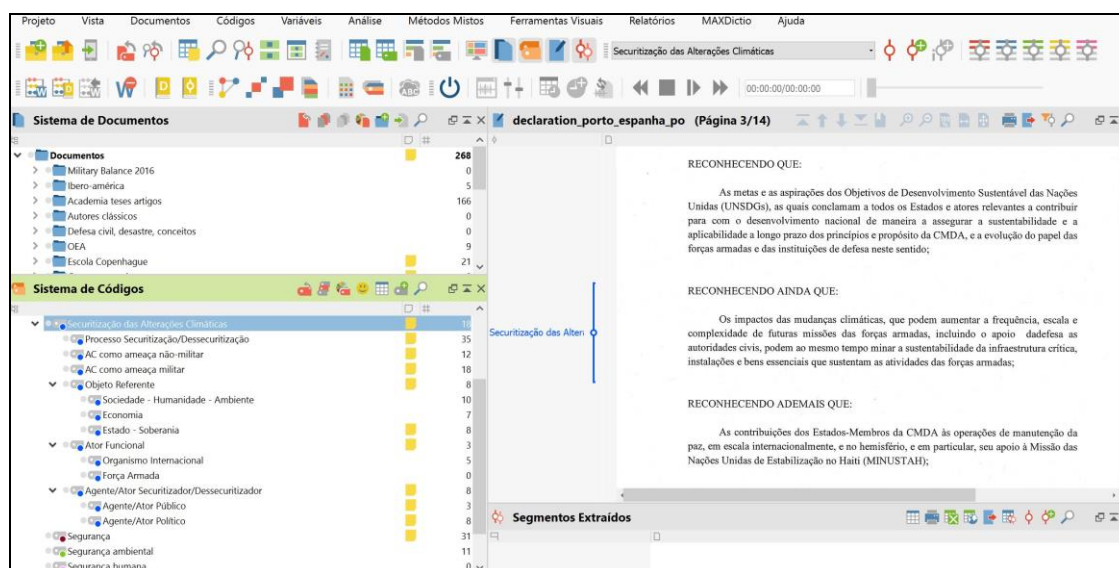 Projeto Vista Documentos Códigos Variáveis Análise Métodos Mistos Ferramentas Visuais Relatórios MAXDictio Ajuda
Securitização das Alterações Climáticas
00:00:00/00:00:00
Sistema de Documentos
Documentos 268
Military Balance 2016 0
Ibero-américa 5
Academia teses artigos 166
Autores clássicos 0
Defesa civil, desastre, conceitos 0
OEA 9
Escola Copenhague 21
Sistema de Códigos
Securitização das Alterações Climáticas 18
Processo Securitização/Dessecuritização 35
AC como ameaça não-militar 12
AC como ameaça militar 18
Objeto Referente 8
Sociedade - Humanidade - Ambiente 10
Economia 7
Estado - Soberania 8
Ator Funcional 3
Organismo Internacional 5
Força Armada 0
Agente/Ator Securitizador/Dessecuritizador 8
Agente/Ator Público 3
Agente/Ator Político 8
Segurança 31
Segurança ambiental 11
Segurança humana 0
declaration_porto_espanha_po (Página 3/14)
RECONHECENDO QUE:
As metas e as aspirações dos Objetivos de Desenvolvimento Sustentável das Nações
Unidas (UNSDGs), as quais conclamam a todos os Estados e atores relevantes a contribuir
para com o desenvolvimento nacional de maneira a assegurar a sustentabilidade e a
aplicabilidade a longo prazo dos princípios e propósito da CMDA, e a evolução do papel das
forças armadas e das instituições de defesa neste sentido;
RECONHECENDO AINDA QUE:
Securitização das Alter
Os impactos das mudanças climáticas, que podem aumentar a frequência, escala e
complexidade de futuras missões das forças armadas, incluindo o apoio dadefesa as
autoridades civis, podem ao mesmo tempo minar a sustentabilidade da infraestrutura crítica,
instalações e bens essenciais que sustentam as atividades das forças armadas;
RECONHECENDO ADEMAIS QUE:
As contribuições dos Estados-Membros da CMDA às operações de manutenção da
paz, em escala internacionalmente, e no hemisfério, e em particular, seu apoio à Missão das
Nações Unidas de Estabilização no Haiti (MINUSTAH);
Segmentos Extraídos